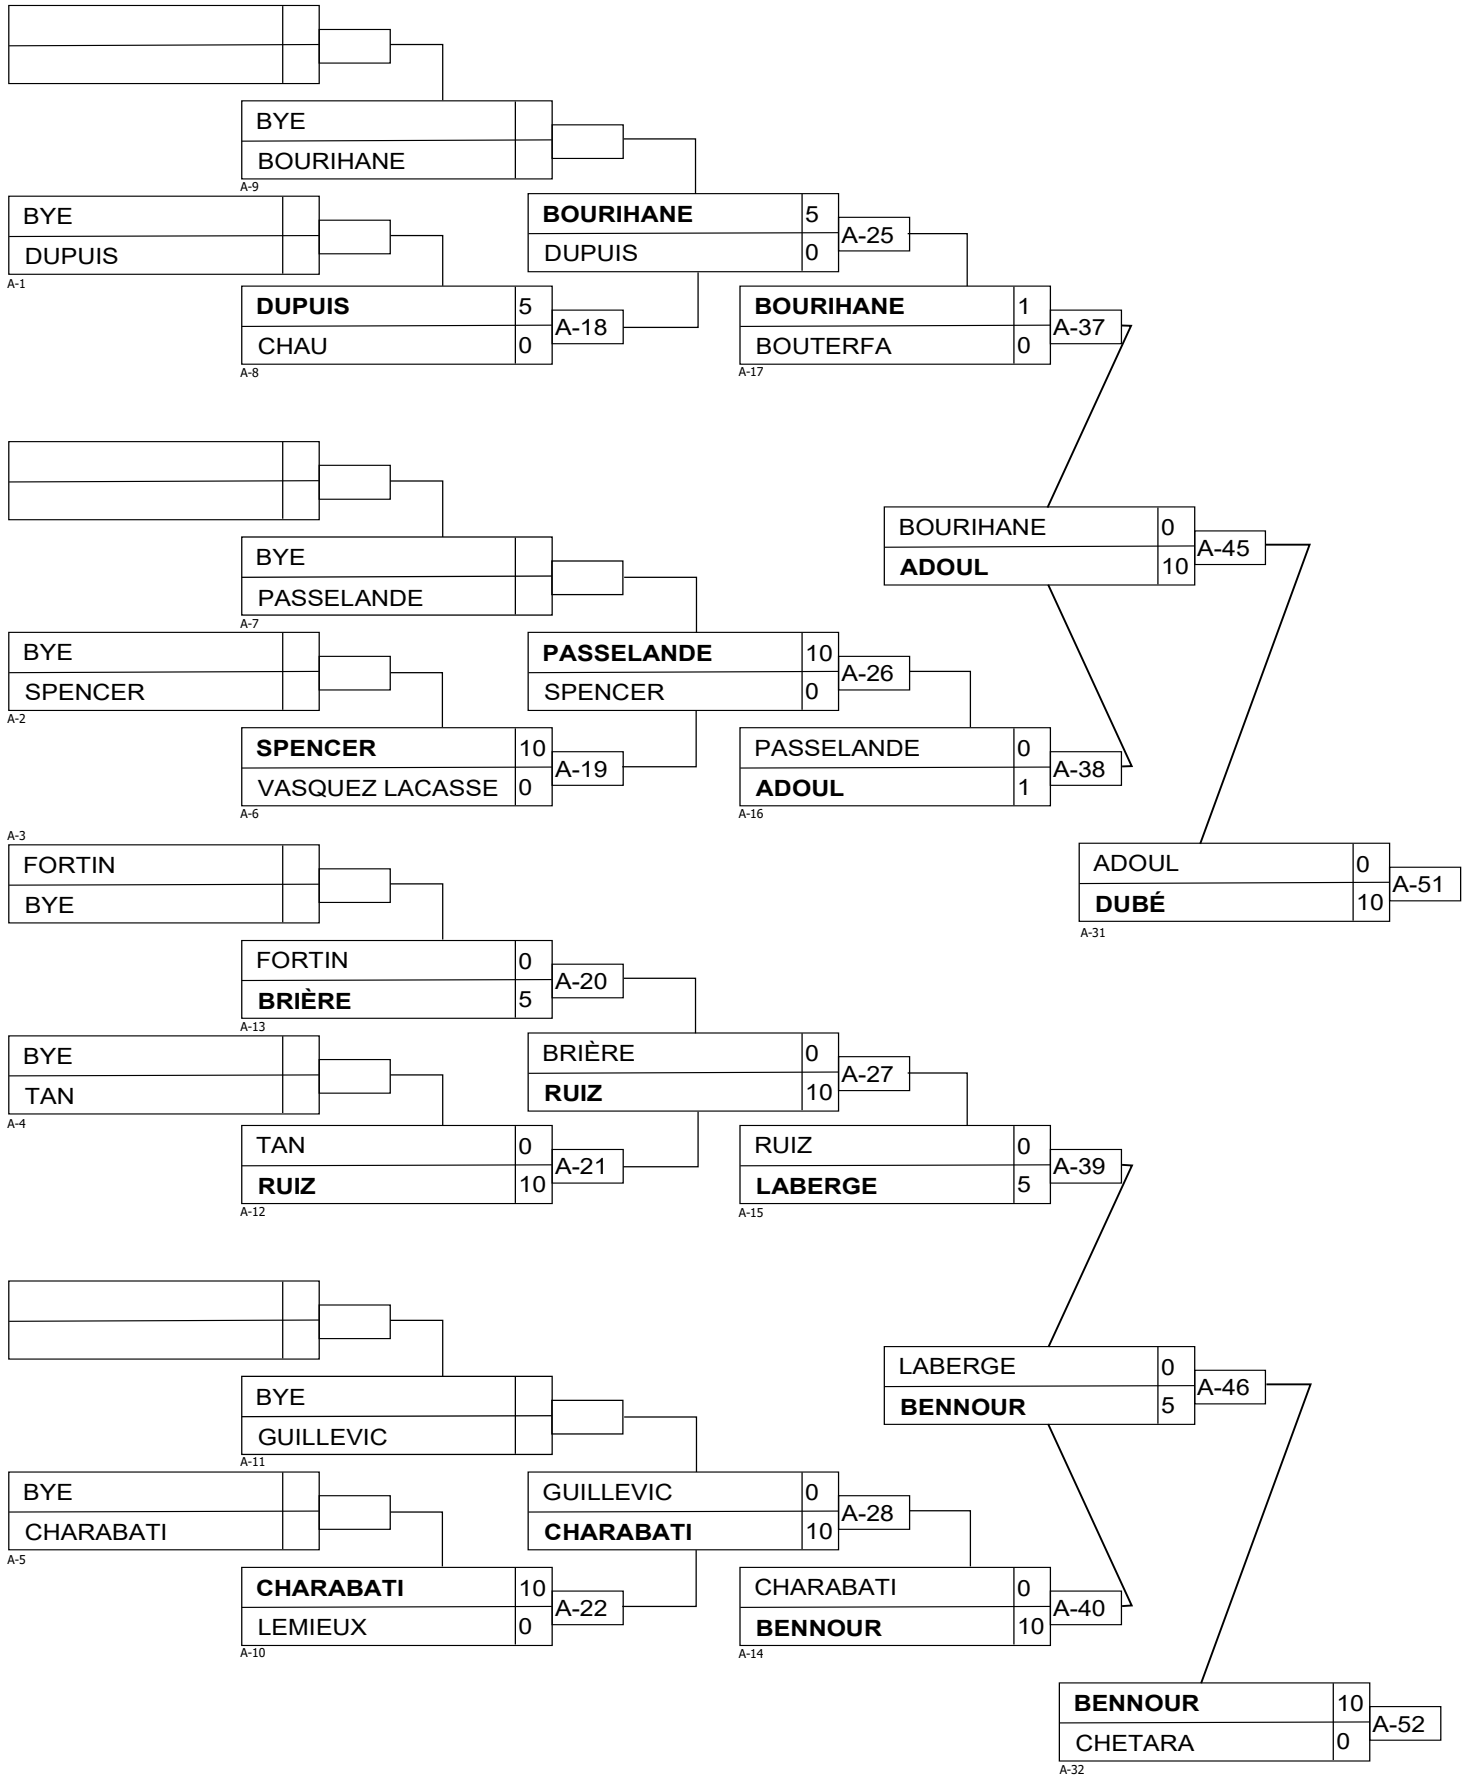 BYE
BOURIHANE
A-9
BYE
DUPUIS
A-1
BOURIHANE 5
DUPUIS 0
A-25
DUPUIS 5
CHAU 0
A-18
A-8
BOURIHANE 1
BOUTERFA 0
A-37
A-17
BOURIHANE 0
ADOUL 10
A-45
BYE
PASSELANDE
A-7
BYE
SPENCER
A-2
PASSELANDE 10
SPENCER 0
A-26
SPENCER 10
VASQUEZ LACASSE 0
A-19
A-6
PASSELANDE 0
ADOUL 1
A-38
A-16
A-3
FORTIN
BYE
ADOUL 0
DUBÉ 10
A-51
A-31
FORTIN 0
BRIÈRE 5
A-20
A-13
BYE
TAN
A-4
BRIÈRE 0
RUIZ 10
A-27
TAN 0
RUIZ 10
A-21
A-12
RUIZ 0
LABERGE 5
A-39
A-15
LABERGE 0
BENNOUR 5
A-46
BYE
GUILLEVIC
A-11
BYE
CHARABATI
A-5
GUILLEVIC 0
CHARABATI 10
A-28
CHARABATI 10
LEMIEUX 0
A-22
A-10
CHARABATI 0
BENNOUR 10
A-40
A-14
BENNOUR 10
CHETARA 0
A-52
A-32